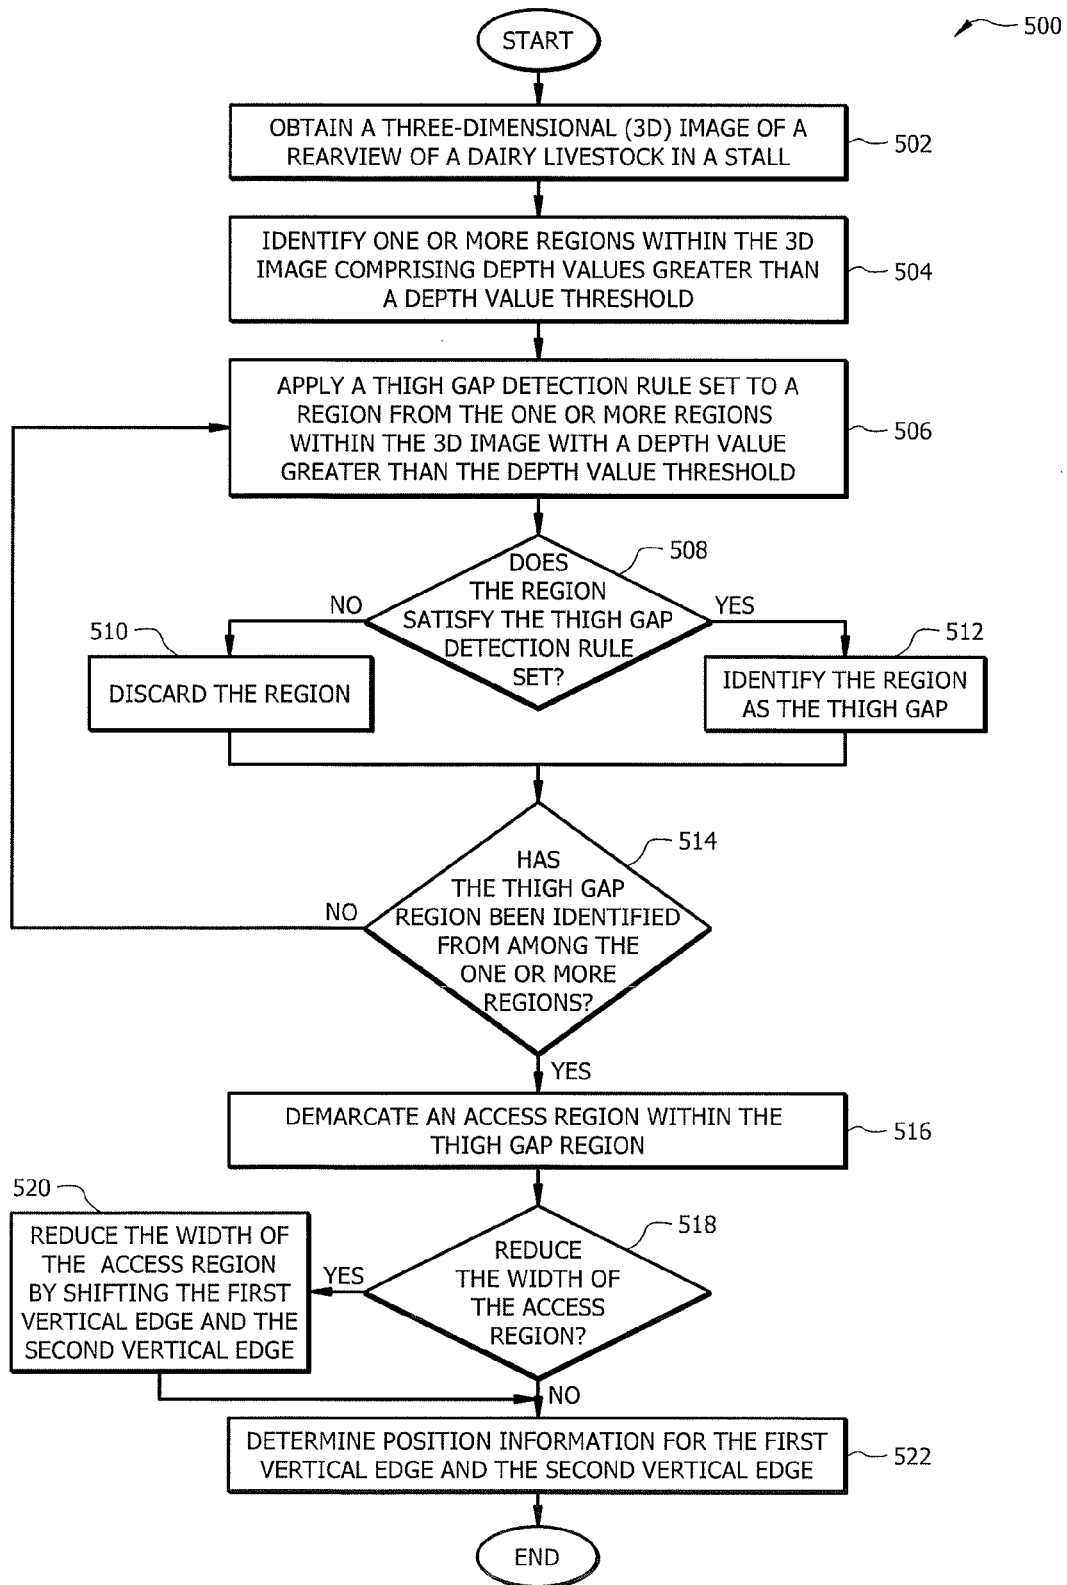 500
START
OBTAIN A THREE-DIMENSIONAL (3D) IMAGE OF A
REARVIEW OF A DAIRY LIVESTOCK IN A STALL
502
IDENTIFY ONE OR MORE REGIONS WITHIN THE 3D
IMAGE COMPRISING DEPTH VALUES GREATER THAN
A DEPTH VALUE THRESHOLD
504
APPLY A THIGH GAP DETECTION RULE SET TO A
REGION FROM THE ONE OR MORE REGIONS
WITHIN THE 3D IMAGE WITH A DEPTH VALUE
GREATER THAN THE DEPTH VALUE THRESHOLD
506
508
DOES
THE REGION
SATISFY THE THIGH GAP
DETECTION RULE
SET?
NO
YES
510
DISCARD THE REGION
512
IDENTIFY THE REGION
AS THE THIGH GAP
514
HAS
THE THIGH GAP
REGION BEEN IDENTIFIED
FROM AMONG THE
ONE OR MORE
REGIONS?
NO
YES
DEMARCATE AN ACCESS REGION WITHIN THE
THIGH GAP REGION
516
518
REDUCE
THE WIDTH OF
THE ACCESS
REGION?
YES
520
REDUCE THE WIDTH OF
THE ACCESS REGION
BY SHIFTING THE FIRST
VERTICAL EDGE AND THE
SECOND VERTICAL EDGE
NO
DETERMINE POSITION INFORMATION FOR THE FIRST
VERTICAL EDGE AND THE SECOND VERTICAL EDGE
522
END